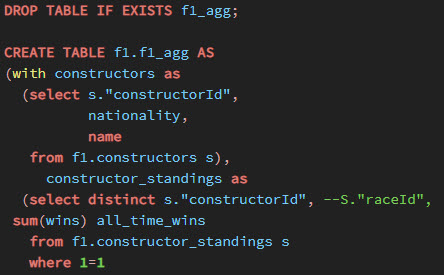 DROP TABLE IF EXISTS f1_agg;
CREATE TABLE f1.f1_agg AS
(with constructors as
(select s."constructorId",
nationality,
name
from f1.constructors s),
constructor_standings as
(select distinct s."constructorId", --S."raceId",
sum(wins) all_time_wins
from f1.constructor_standings s
where 1=1